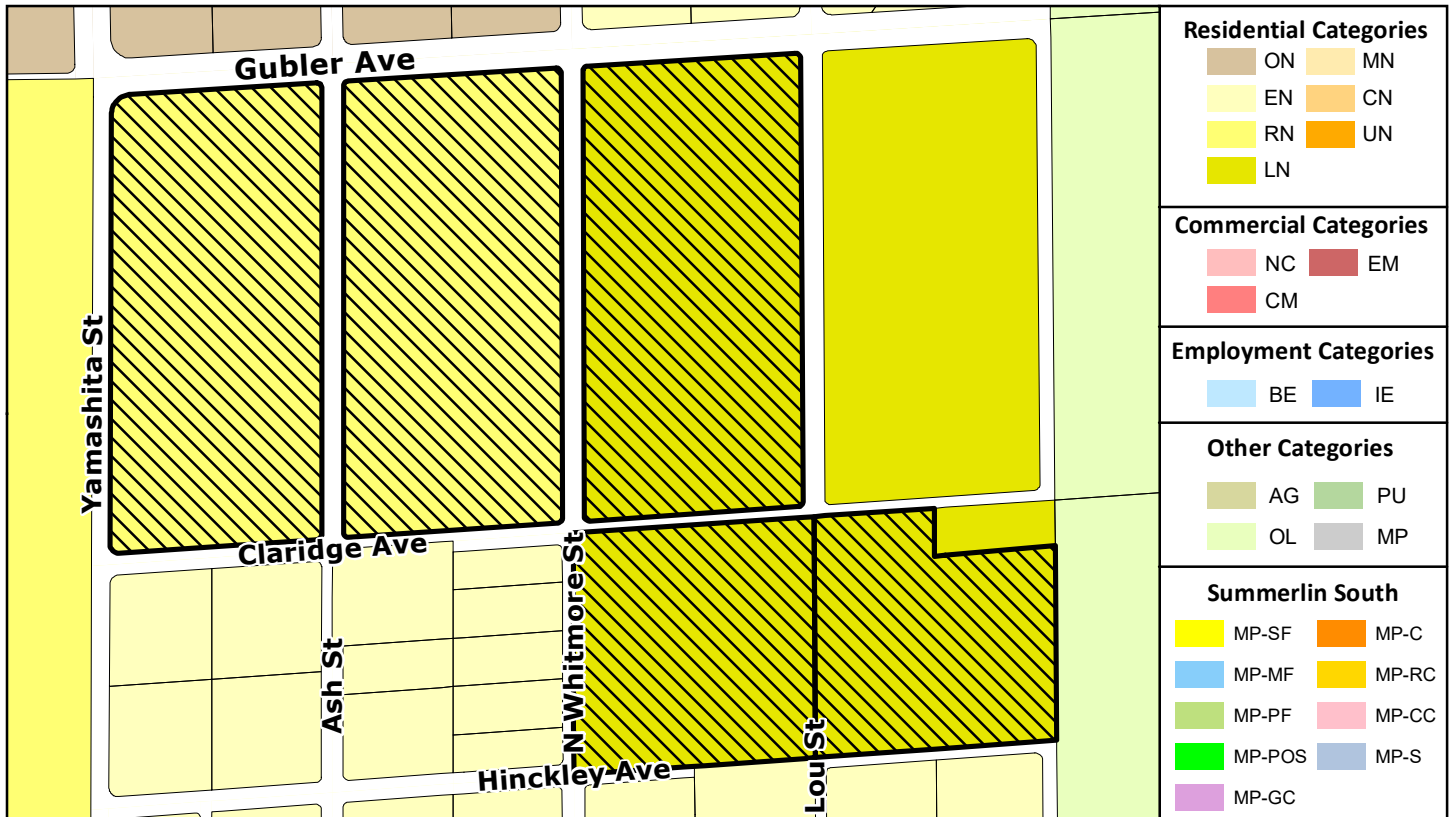 Gubler Ave
Yamashita St
Claridge Ave
Ash St
N Whitmore St
Hinckley Ave
Lou St
Residential Categories
ON MN
EN CN
RN UN
LN
Commercial Categories
NC EM
CM
Employment Categories
BE IE
Other Categories
AG PU
OL MP
Summerlin South
MP-SF MP-C
MP-MF MP-RC
MP-PF MP-CC
MP-POS MP-S
MP-GC